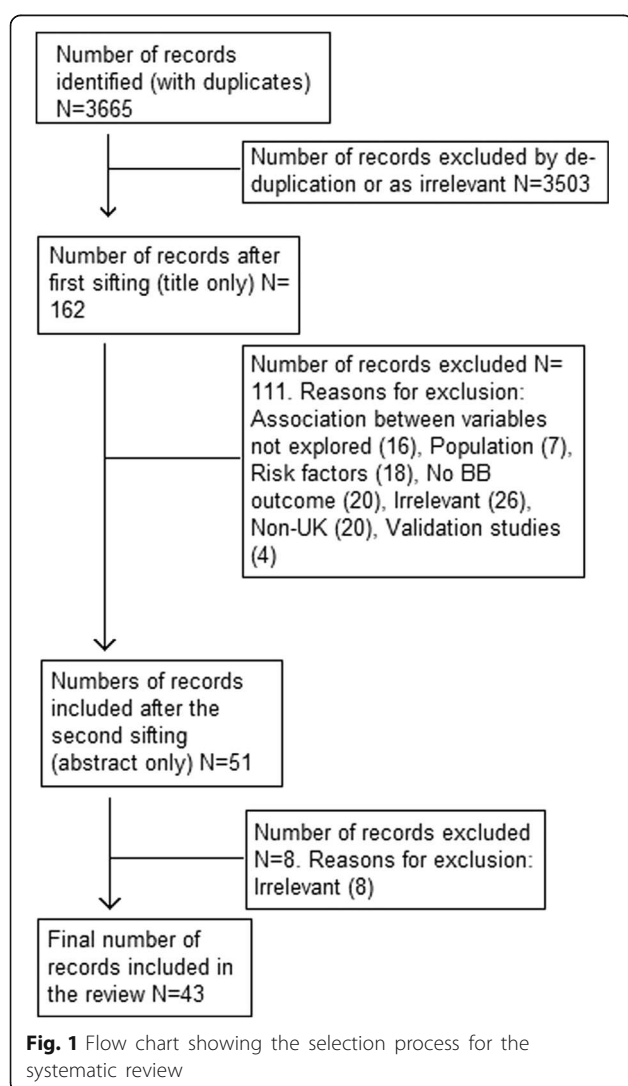 Number of records
identified (with duplicates)
N=3665
Number of records excluded by de-
duplication or as irrelevant N=3503
Number of records after
first sifting (title only) N=
162
Number of records excluded N=
111. Reasons for exclusion:
Association between variables
not explored (16), Population (7),
Risk factors (18), No BB
outcome (20), Irrelevant (26),
Non-UK (20), Validation studies
(4)
Numbers of records
included after the
second sifting
(abstract only) N=51
Number of records excluded
N=8. Reasons for exclusion:
Irrelevant (8)
Final number of
records included in
the review N=43
Fig. 1 Flow chart showing the selection process for the
systematic review